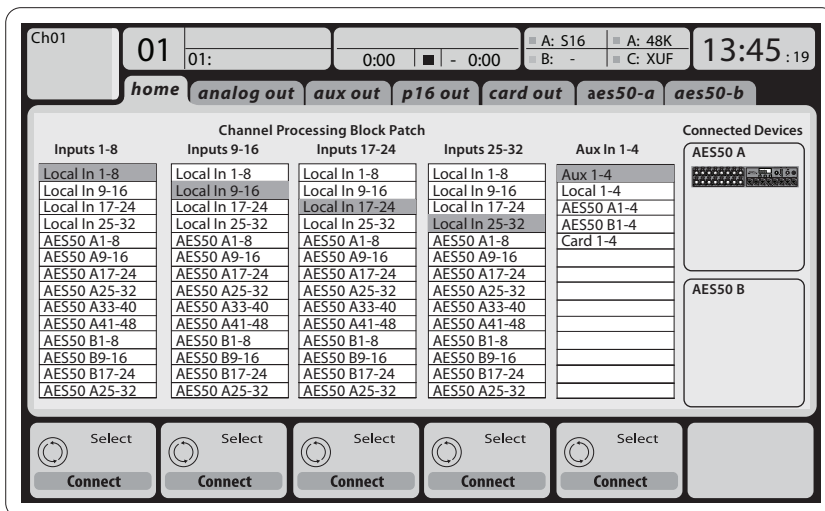 Ch01
01 01: 0:00 - 0:00 A: S16 A: 48K 13:45 :19
B: - C: XUF
home analog out aux out p16 out card out aes50-a aes50-b
Channel Processing Block Patch Connected Devices
Inputs 1-8 Inputs 9-16 Inputs 17-24 Inputs 25-32 Aux In 1-4 AES50 A
Local In 1-8 Local In 1-8 Local In 1-8 Local In 1-8 Aux 1-4
Local In 9-16 Local In 9-16 Local In 9-16 Local In 9-16 Local 1-4
Local In 17-24 Local In 17-24 Local In 17-24 Local In 17-24 AES50 A1-4
Local In 25-32 Local In 25-32 Local In 25-32 Local In 25-32 AES50 B1-4
AES50 A1-8 AES50 A1-8 AES50 A1-8 AES50 A1-8 Card 1-4
AES50 A9-16 AES50 A9-16 AES50 A9-16 AES50 A9-16
AES50 A17-24 AES50 A17-24 AES50 A17-24 AES50 A17-24
AES50 A25-32 AES50 A25-32 AES50 A25-32 AES50 A25-32 AES50 B
AES50 A33-40 AES50 A33-40 AES50 A33-40 AES50 A33-40
AES50 A41-48 AES50 A41-48 AES50 A41-48 AES50 A41-48
AES50 B1-8 AES50 B1-8 AES50 B1-8 AES50 B1-8
AES50 B9-16 AES50 B9-16 AES50 B9-16 AES50 B9-16
AES50 B17-24 AES50 B17-24 AES50 B17-24 AES50 B17-24
AES50 A25-32 AES50 A25-32 AES50 A25-32 AES50 A25-32
Select Select Select Select Select
Connect Connect Connect Connect Connect